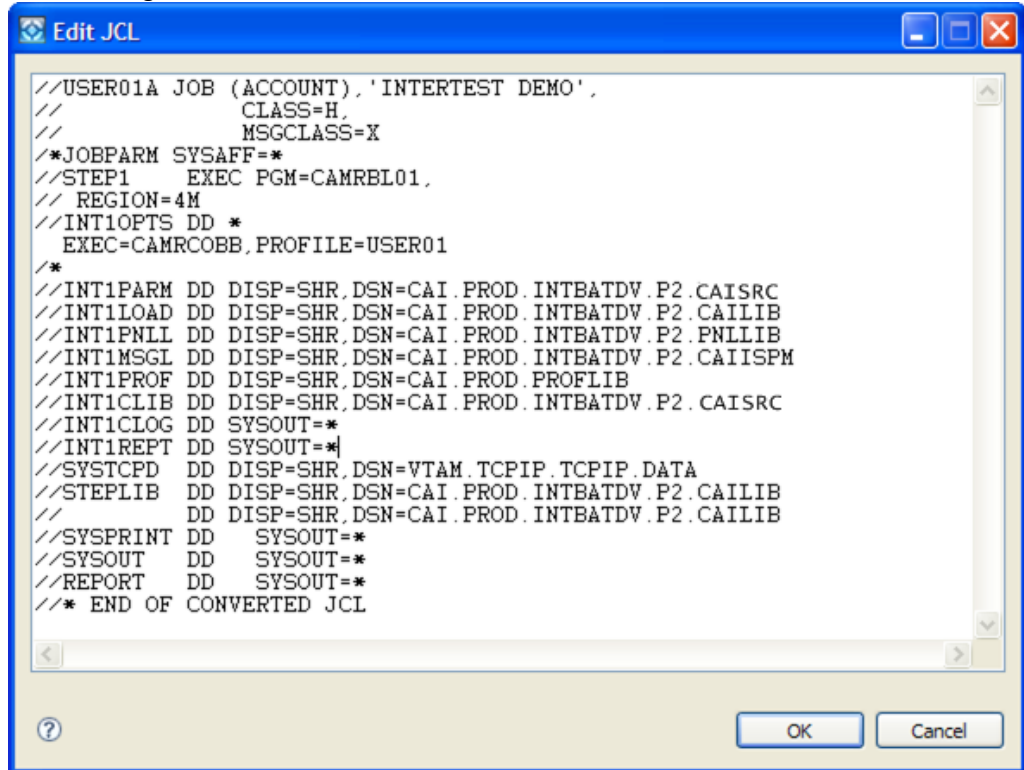 Edit JCL
//USER01A JOB (ACCOUNT),'INTERTEST DEMO',
//             CLASS=H,
//             MSGCLASS=X
/*JOBPARM SYSAFF=*
//STEP1    EXEC PGM=CAMRBL01,
// REGION=4M
//INT1OPTS DD *
  EXEC=CAMRCOBB,PROFILE=USER01
/*
//INT1PARM DD DISP=SHR,DSN=CAI.PROD.INTBATDV.P2.CAISRC
//INT1LOAD DD DISP=SHR,DSN=CAI.PROD.INTBATDV.P2.CAILIB
//INT1PNLL DD DISP=SHR,DSN=CAI.PROD.INTBATDV.P2.PNLLIB
//INT1MSGL DD DISP=SHR,DSN=CAI.PROD.INTBATDV.P2.CAIISPM
//INT1PROF DD DISP=SHR,DSN=CAI.PROD.PROFLIB
//INT1CLIB DD DISP=SHR,DSN=CAI.PROD.INTBATDV.P2.CAISRC
//INT1CLOG DD SYSOUT=*
//INT1REPT DD SYSOUT=*
//SYSTCPD  DD DISP=SHR,DSN=VTAM.TCPIP.TCPIP.DATA
//STEPLIB  DD DISP=SHR,DSN=CAI.PROD.INTBATDV.P2.CAILIB
//         DD DISP=SHR,DSN=CAI.PROD.INTBATDV.P2.CAILIB
//SYSPRINT DD   SYSOUT=*
//SYSOUT   DD   SYSOUT=*
//REPORT   DD   SYSOUT=*
//* END OF CONVERTED JCL
? OK Cancel